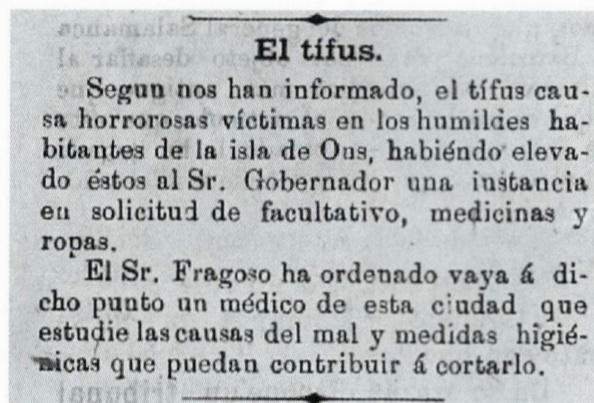 El tífus.
Segun nos han informado, el tífus cau-
sa horrorosas víctimas en los humildes ha-
bitantes de la isla de Ons, habiéndo eleva-
do éstos al Sr. Gobernador una instancia
en solicitud de facultativo, medicinas y
ropas.
El Sr. Fragoso ha ordenado vaya á di-
cho punto un médico de esta ciudad que
estudie las causas del mal y medidas higié-
nicas que puedan contribuir á cortarlo.